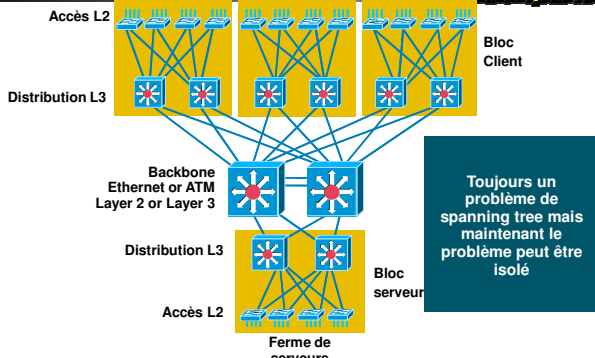 Accès L2
Bloc
Client
Distribution L3
Backbone
Ethernet or ATM
Layer 2 or Layer 3
Toujours un
problème de
spanning tree mais
maintenant le
problème peut être
isolé
Distribution L3
Bloc
serveur
Accès L2
Ferme de
serveurs